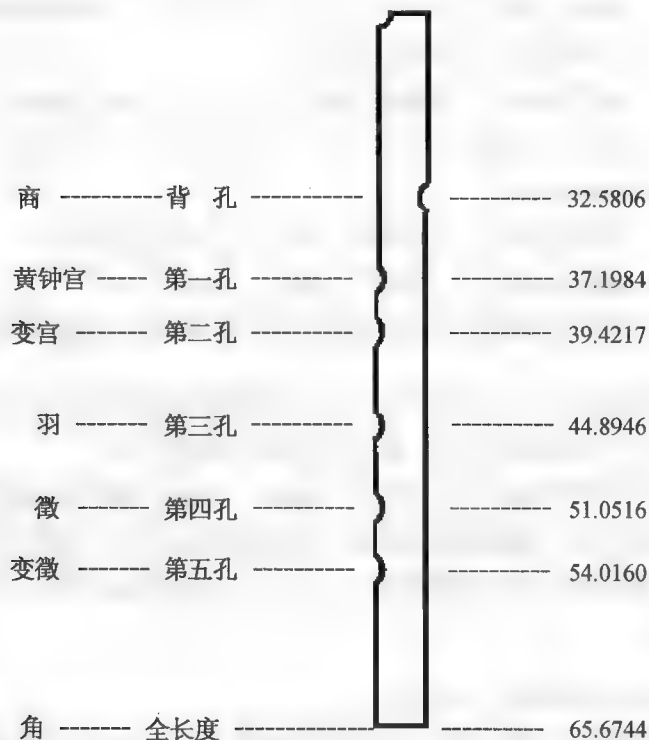 商 背 孔 32.5806
黄钟宫 第一孔 37.1984
变宫 第二孔 39.4217
羽 第三孔 44.8946
徵 第四孔 51.0516
变徵 第五孔 54.0160
角 全长度 65.6744